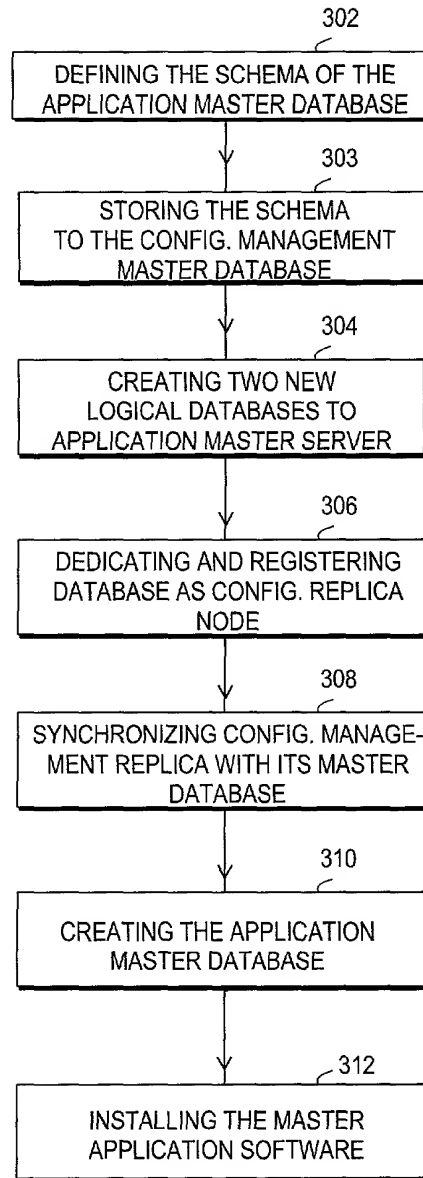 302
DEFINING THE SCHEMA OF THE
APPLICATION MASTER DATABASE
303
STORING THE SCHEMA
TO THE CONFIG. MANAGEMENT
MASTER DATABASE
304
CREATING TWO NEW
LOGICAL DATABASES TO
APPLICATION MASTER SERVER
306
DEDICATING AND REGISTERING
DATABASE AS CONFIG. REPLICA
NODE
308
SYNCHRONIZING CONFIG. MANAGE-
MENT REPLICA WITH ITS MASTER
DATABASE
310
CREATING THE APPLICATION
MASTER DATABASE
312
INSTALLING THE MASTER
APPLICATION SOFTWARE